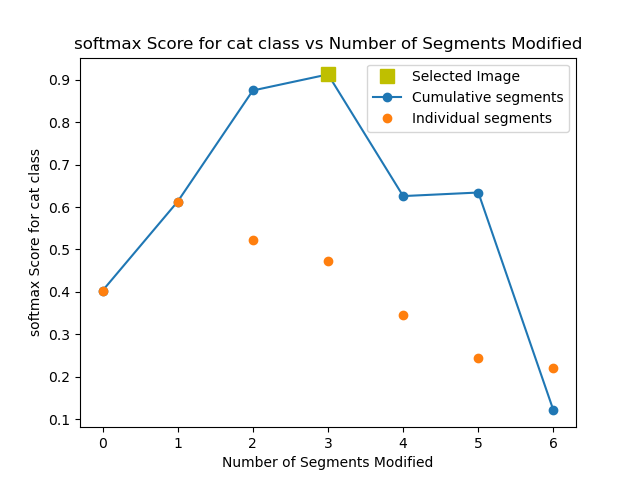 softmax Score for cat class vs Number of Segments Modified
Selected Image
Cumulative segments
Individual segments
softmax Score for cat class
0.9
0.8
0.7
0.6
0.5
0.4
0.3
0.2
0.1
0 1 2 3 4 5 6
Number of Segments Modified